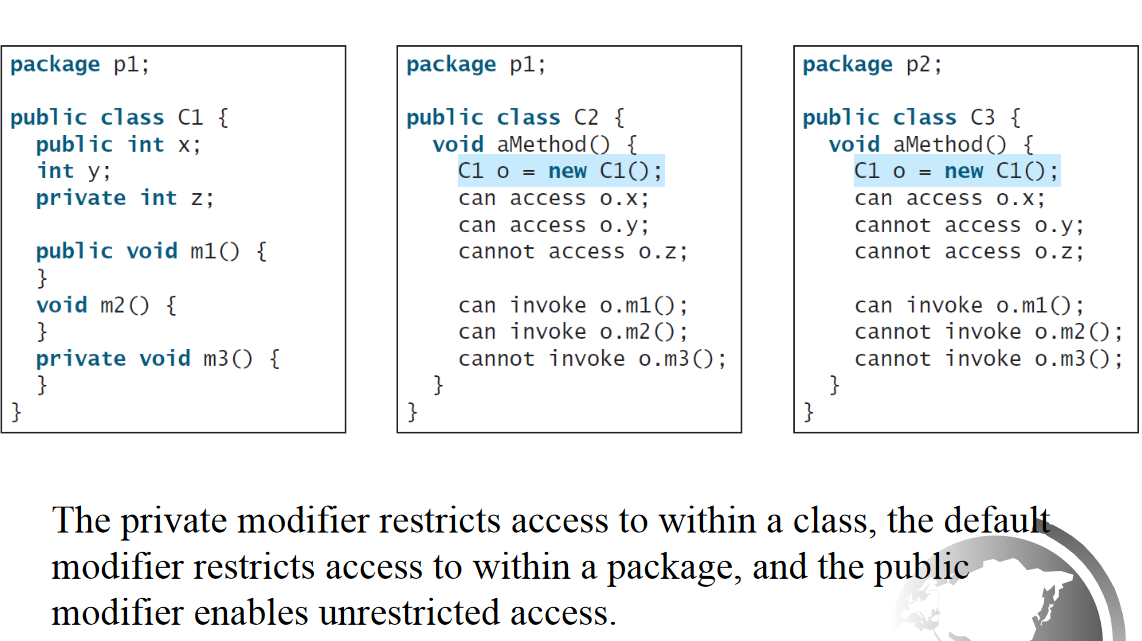 package p1;
public class C1 {
public int x;
int y;
private int z;
public void m1() {
}
void m2() {
}
private void m3() {
}
}
package p1;
public class C2 {
void aMethod() {
C1 o = new C1();
can access o.x;
can access o.y;
cannot access o.z;
can invoke o.m1();
can invoke o.m2();
cannot invoke o.m3();
}
}
package p2;
public class C3 {
void aMethod() {
C1 o = new C1();
can access o.x;
cannot access o.y;
cannot access o.z;
can invoke o.m1();
cannot invoke o.m2();
cannot invoke o.m3();
}
}
The private modifier restricts access to within a class, the default
modifier restricts access to within a package, and the public
modifier enables unrestricted access.